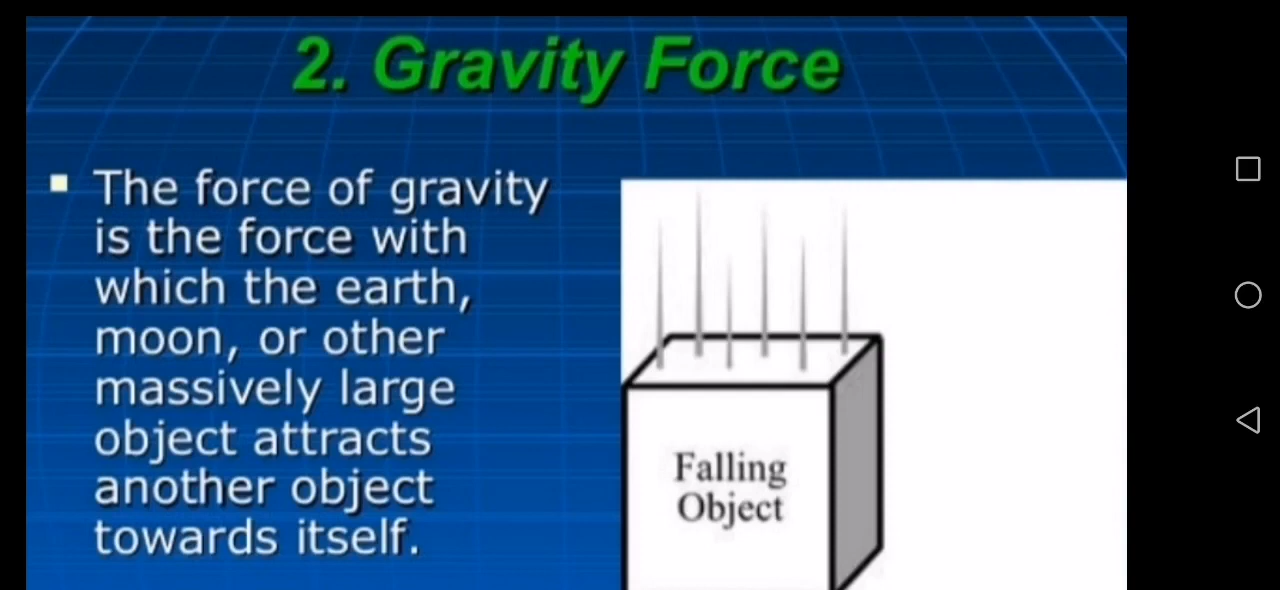 2. Gravity Force
The force of gravity
is the force with
which the earth,
moon, or other
massively large
object attracts
another object
towards itself.
Falling
Object